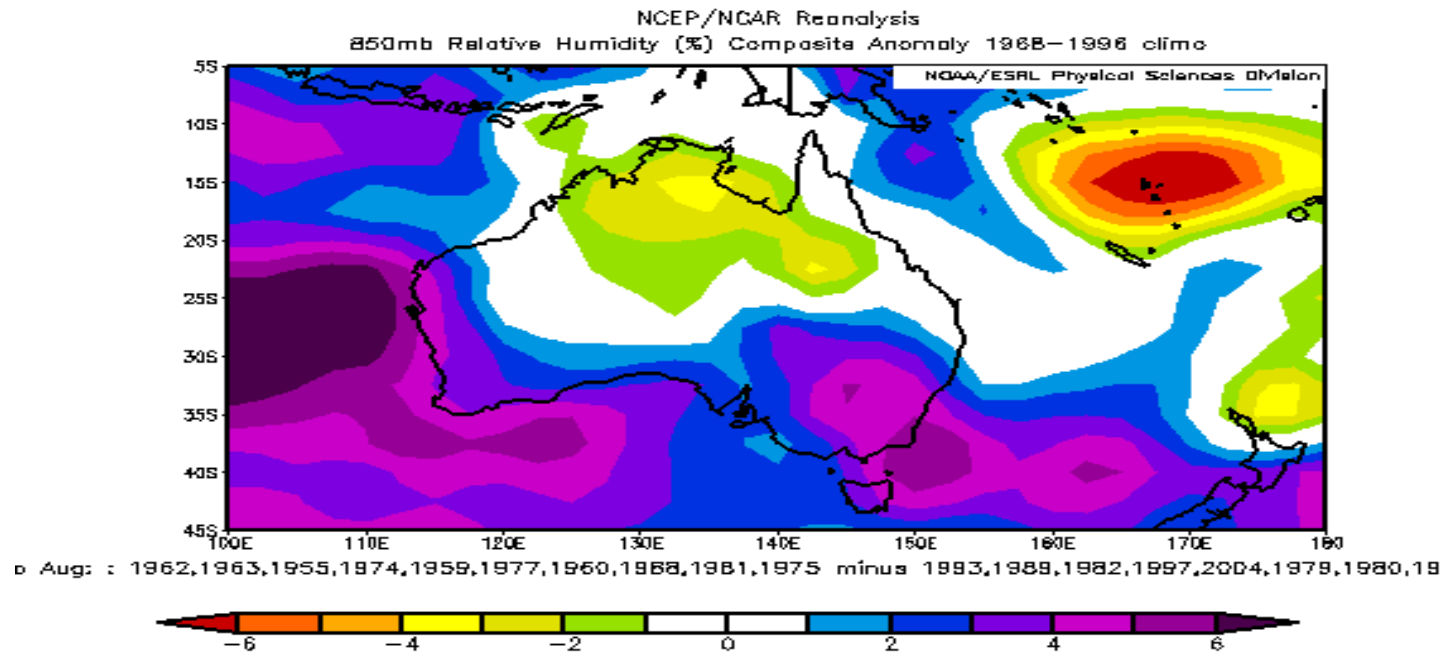 NCEP/NCAR Reanalysis
850mb Relative Humidity (%) Composite Anomaly 1968-1996 climo
NOAA/ESRL Physical Sciences Division
5S
10S
15S
20S
25S
30S
35S
40S
45S
100E 110E 120E 130E 140E 150E 160E 170E 180
Aug: : 1962,1963,1955,1974,1959,1977,1960,1968,1981,1975 minus 1993,1989,1982,1997,2004,1979,1980,19
-6 -4 -2 0 2 4 6